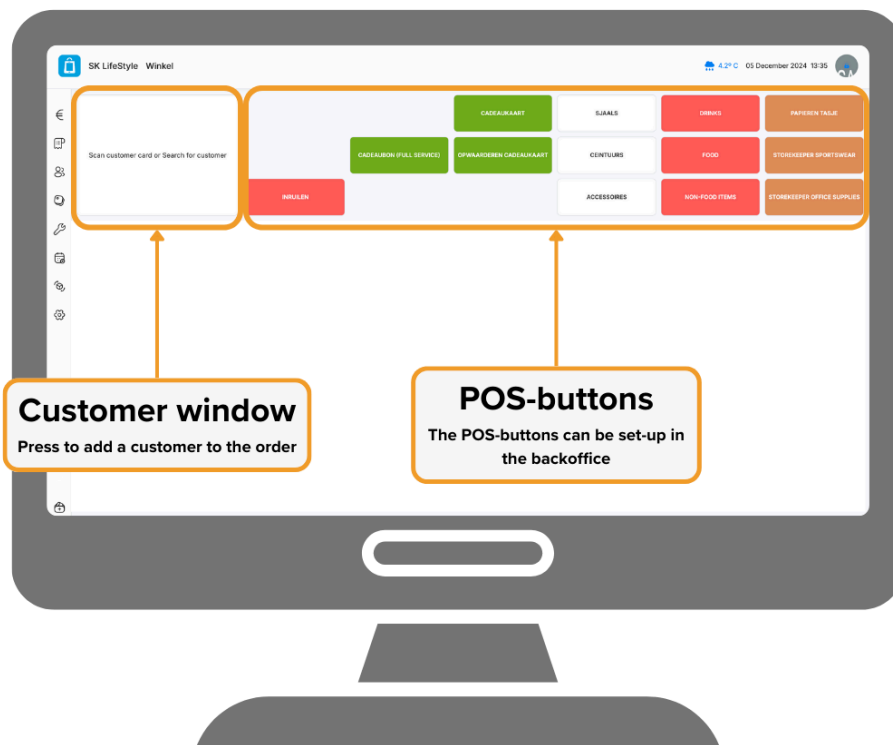 SK LifeStyle Winkel
4.2° C 05 December 2024 13:35
Scan customer card or Search for customer
CADEAUKAART
SJAALS
DRINKS
PAPIEREN TASJE
CADEAUBON (FULL SERVICE)
OPWAARDEREN CADEAUKAART
CEINTUURS
FOOD
STOREKEEPER SPORTSWEAR
INRUILEN
ACCESSOIRES
NON-FOOD ITEMS
STOREKEEPER OFFICE SUPPLIES
Customer window
Press to add a customer to the order
POS-buttons
The POS-buttons can be set-up in
the backoffice